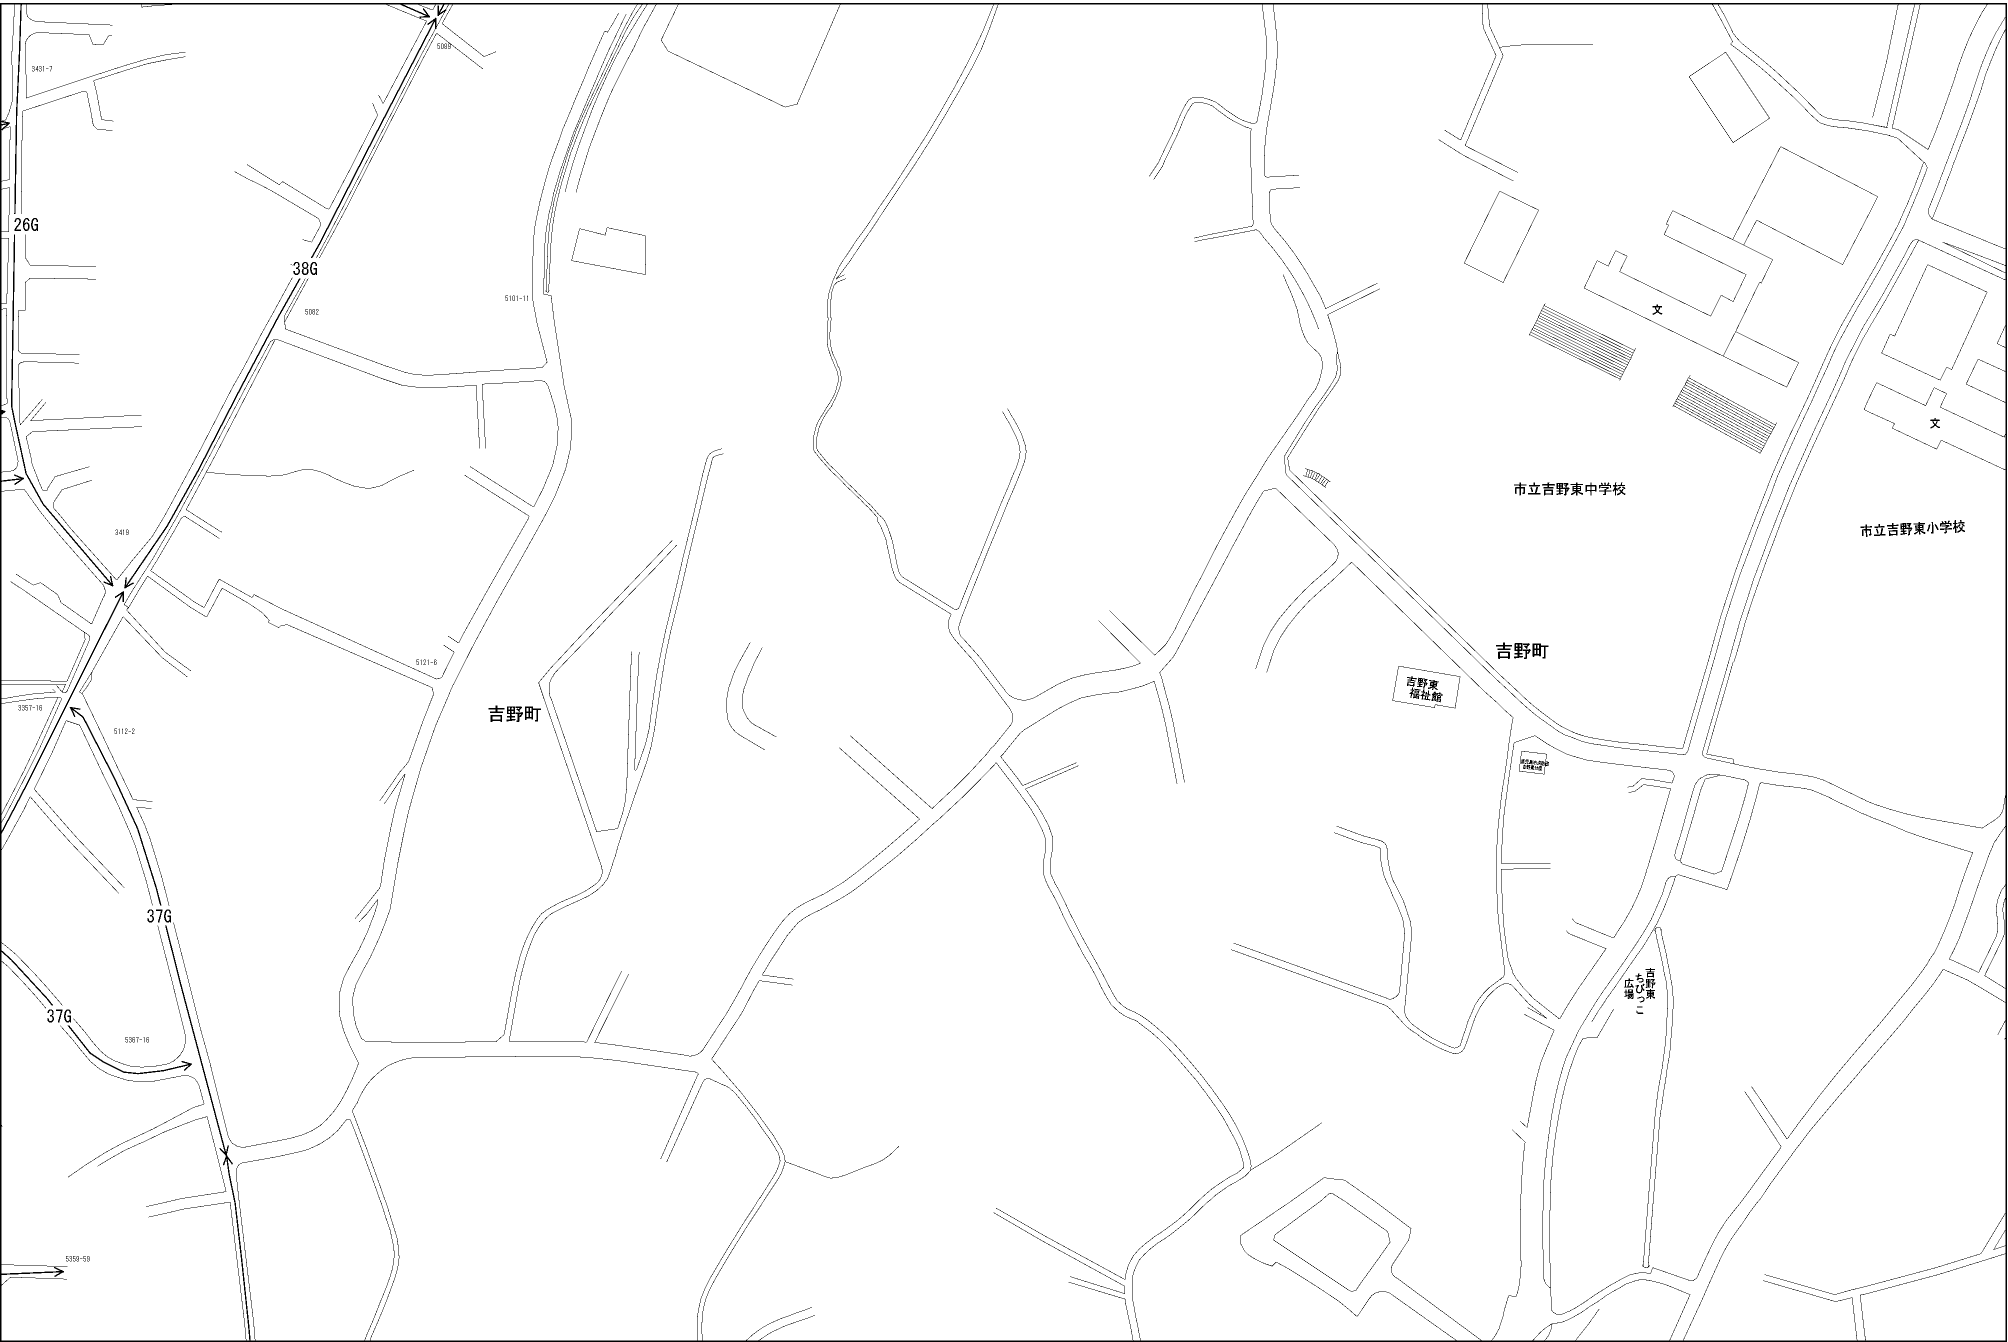 5089
3431-7
26G
38G
5101-11
5082
文
文
市立吉野東中学校
市立吉野東小学校
3419
吉野町
5121-6
吉野東
福祉館
3357-16
吉野町
5112-2
37G
吉野東
ちびっこ
広場
37G
5367-16
5359-59